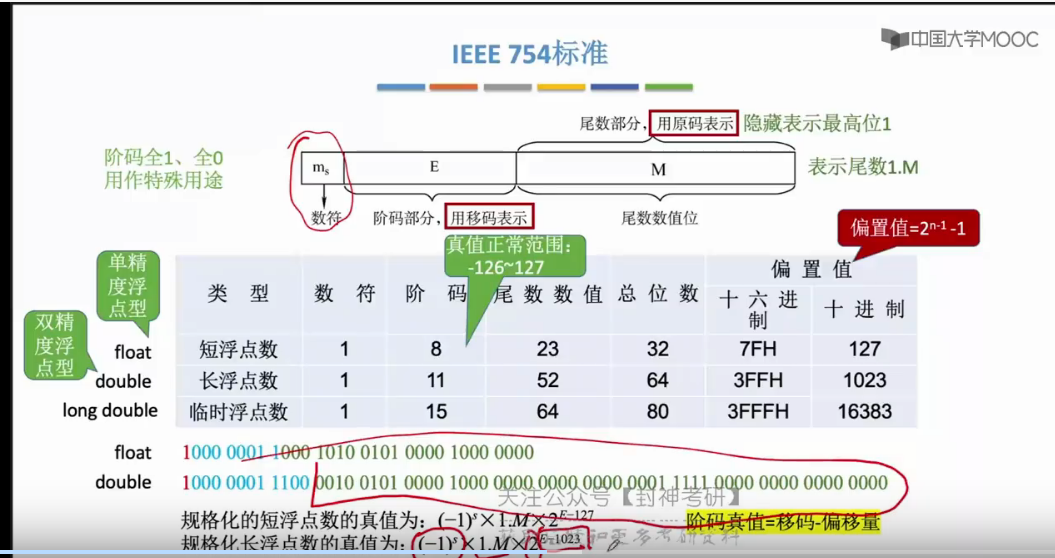 中国大学MOOC
IEEE 754标准
尾数部分，用原码表示 隐藏表示最高位1
阶码全1、全0
用作特殊用途
ms E M
表示尾数1.M
数符 阶码部分，用移码表示 尾数数值位
偏置值=2ⁿ⁻¹-1
真值正常范围：
-126~127
单精
度浮
点型
双精
度浮
点型
类 型 数 符 阶 码 尾 数 数 值 总 位 数 偏 置 值
十 六 进 制 十 进 制
float 短浮点数 1 8 23 32 7FH 127
double 长浮点数 1 11 52 64 3FFH 1023
long double 临时浮点数 1 15 64 80 3FFFH 16383
float 1000 0001 1000 1010 0101 0000 1000 0000
double 1000 0001 1100 0010 0101 0000 1000 0000 0000 0000 0001 1111 0000 0000 0000 0000
关注公众号【封神考研】
规格化的短浮点数的真值为：(−1)ˢ×1.M×2ᴱ⁻¹²⁷
阶码真值=移码-偏移量
规格化长浮点数的真值为：(−1)ˢ×1.M×2ᴱ⁻¹⁰²³